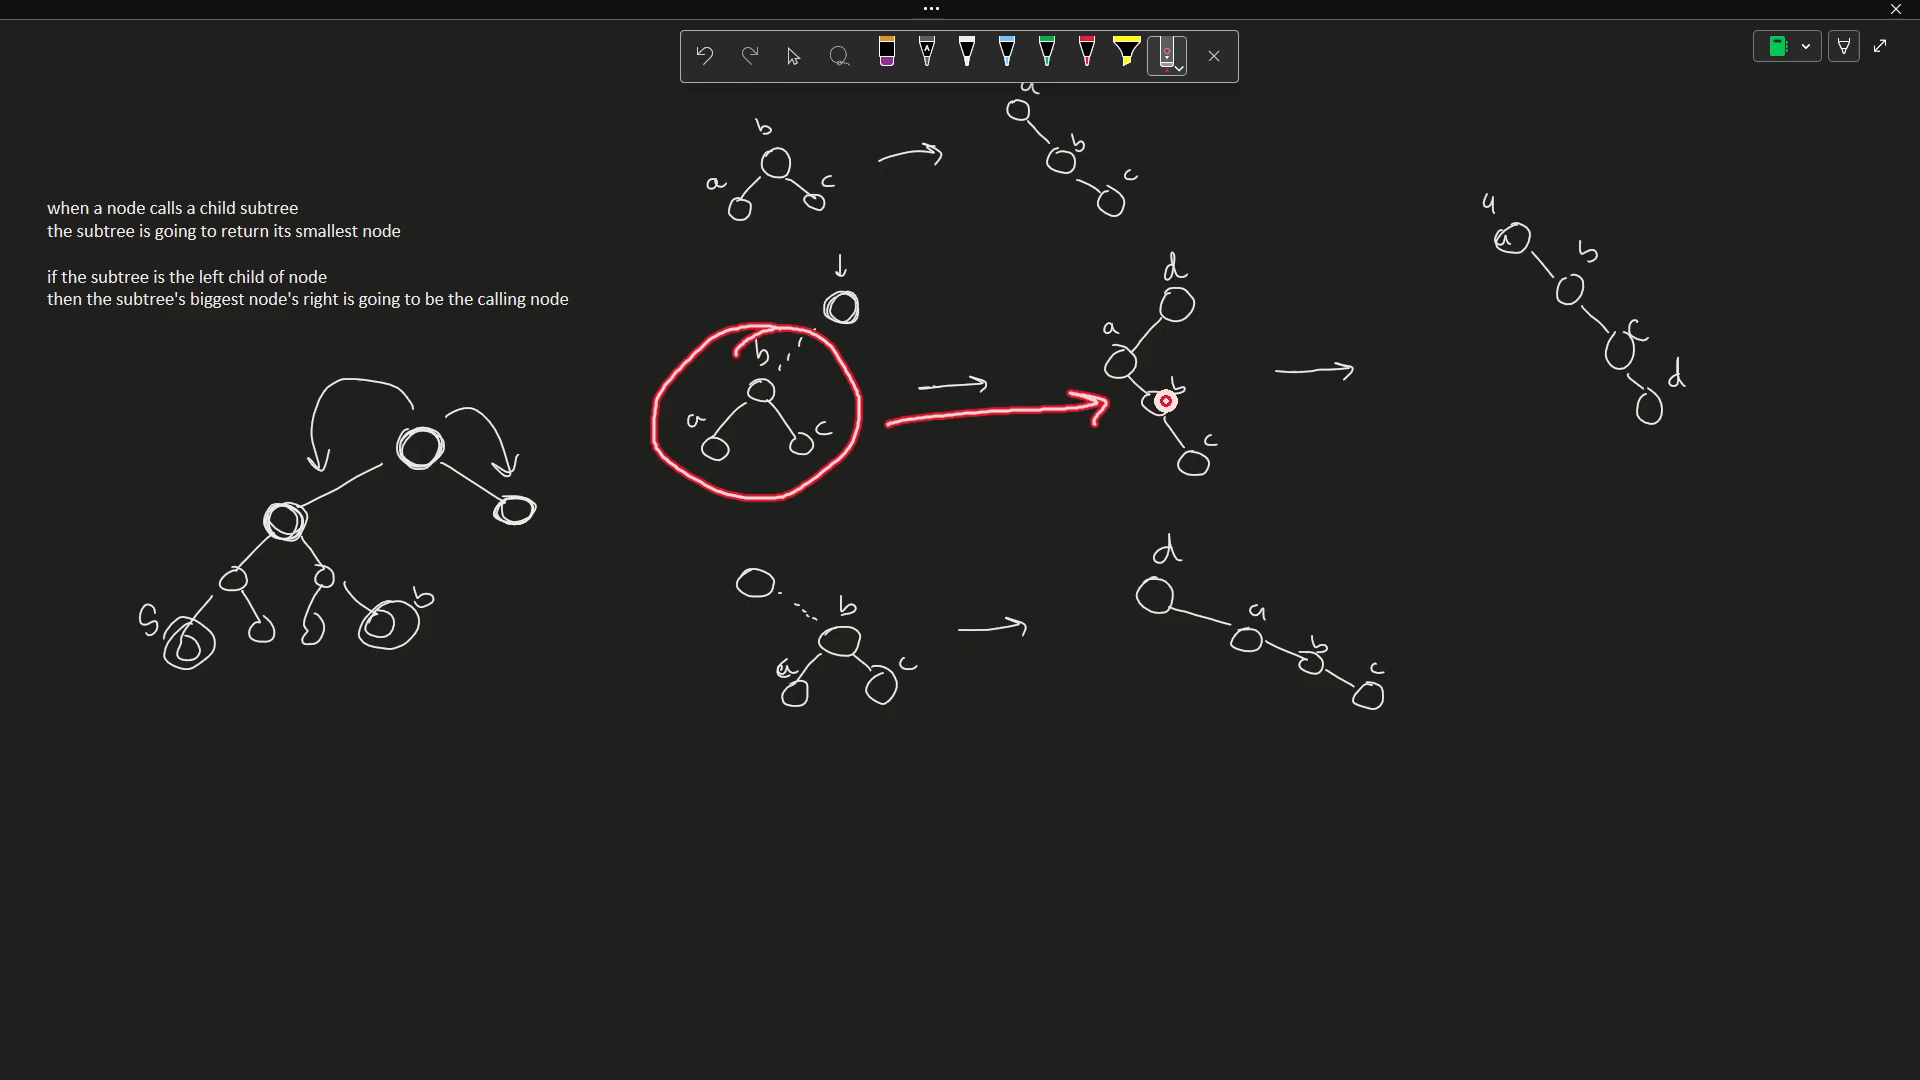 when a node calls a child subtree
the subtree is going to return its smallest node
if the subtree is the left child of node
then the subtree's biggest node's right is going to be the calling node
S
b
b
a
c
a
b
c
b
a
c
d
a
b
c
a
b
c
d
b
a
c
d
a
b
c